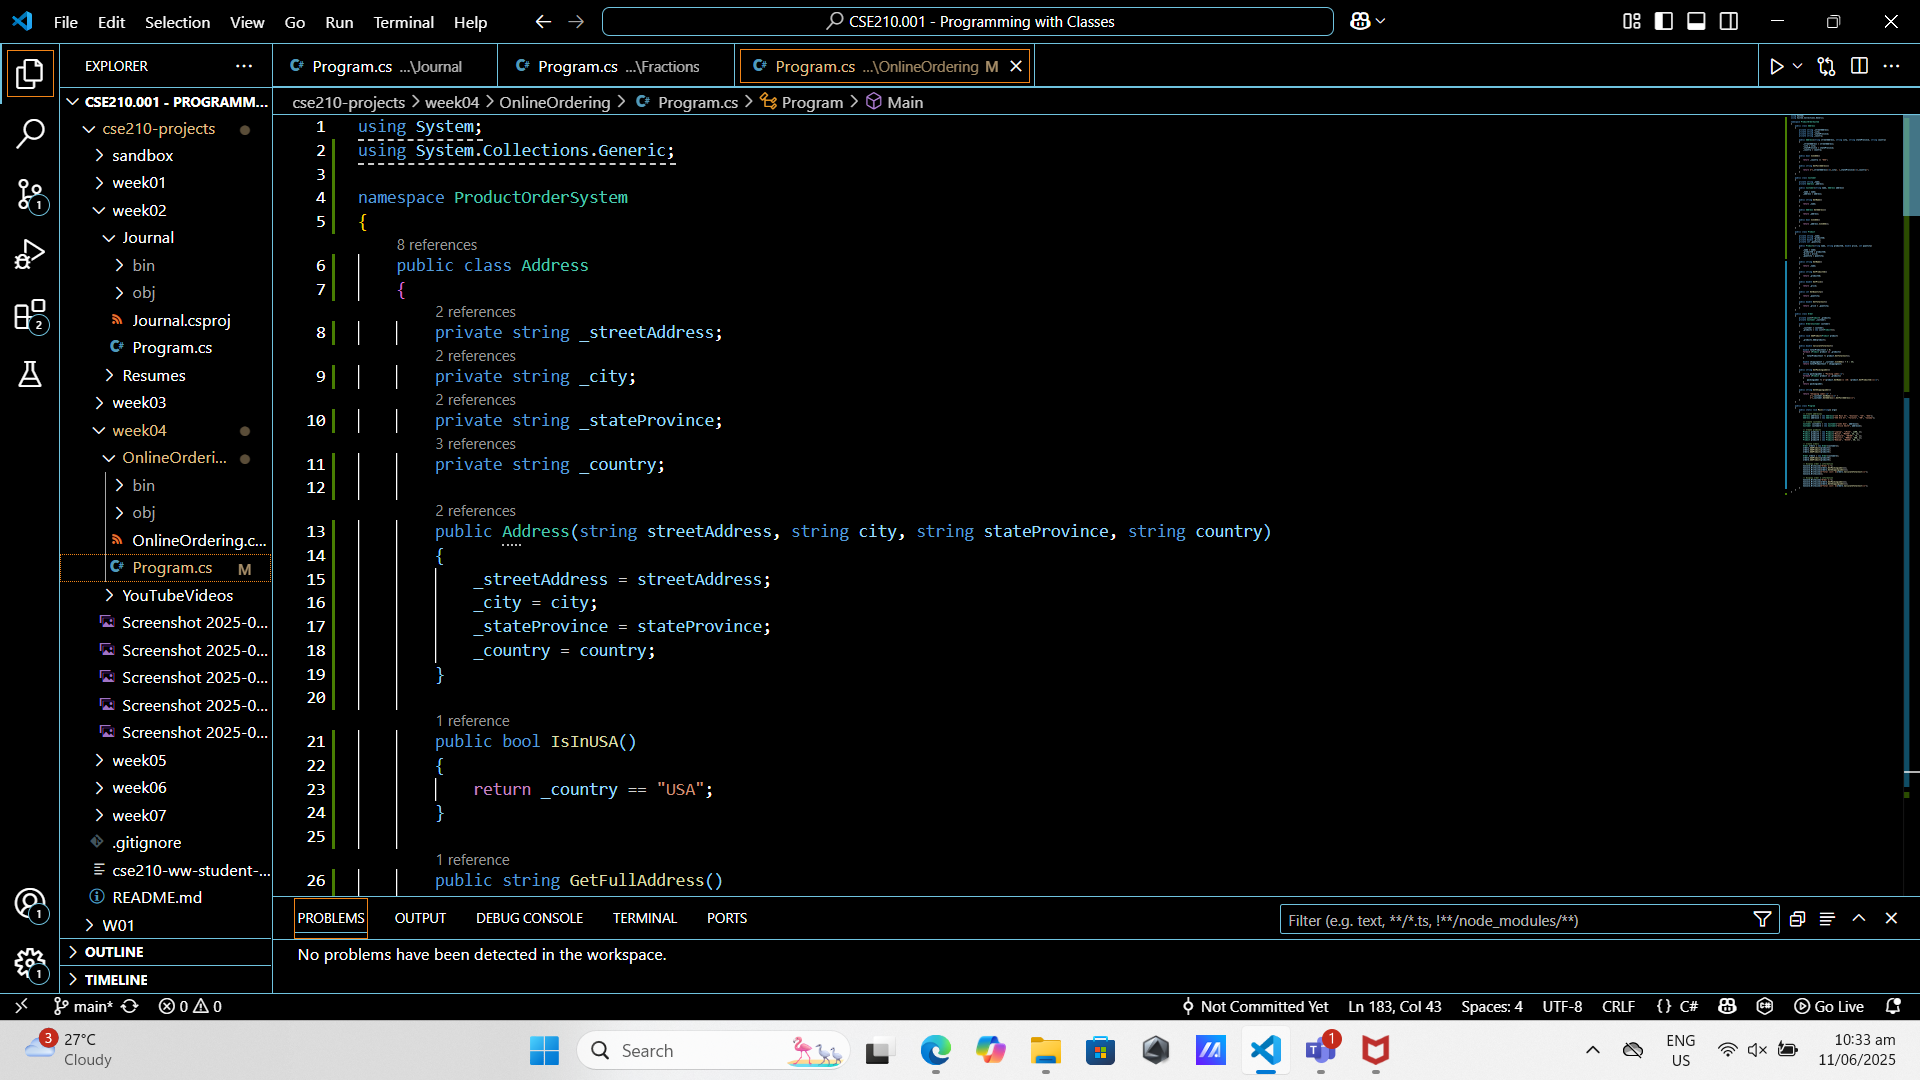 File Edit Selection View Go Run Terminal Help
CSE210.001 - Programming with Classes
EXPLORER
Program.cs ...\Journal
Program.cs ...\Fractions
Program.cs ...\OnlineOrdering M
CSE210.001 - PROGRAMM...
cse210-projects
sandbox
week01
week02
Journal
bin
obj
Journal.csproj
Program.cs
Resumes
week03
week04
OnlineOrderi...
bin
obj
OnlineOrdering.c...
Program.cs M
YouTubeVideos
Screenshot 2025-0...
Screenshot 2025-0...
Screenshot 2025-0...
Screenshot 2025-0...
Screenshot 2025-0...
week05
week06
week07
.gitignore
cse210-ww-student-...
README.md
W01
OUTLINE
TIMELINE
1
2
1
1
cse210-projects > week04 > OnlineOrdering > Program.cs > Program > Main
1 using System;
2 using System.Collections.Generic;
3
4 namespace ProductOrderSystem
5 {
8 references
6 public class Address
7 {
2 references
8 private string _streetAddress;
2 references
9 private string _city;
2 references
10 private string _stateProvince;
3 references
11 private string _country;
12
2 references
13 public Address(string streetAddress, string city, string stateProvince, string country)
14 {
15 _streetAddress = streetAddress;
16 _city = city;
17 _stateProvince = stateProvince;
18 _country = country;
19 }
20
1 reference
21 public bool IsInUSA()
22 {
23 return _country == "USA";
24 }
25
1 reference
26 public string GetFullAddress()
PROBLEMS OUTPUT DEBUG CONSOLE TERMINAL PORTS
Filter (e.g. text, **/*.ts, !**/node_modules/**)
No problems have been detected in the workspace.
main* 0 0
Not Committed Yet Ln 183, Col 43 Spaces: 4 UTF-8 CRLF {} C# Go Live
3
27°C
Cloudy
Search
1
ENG
US
10:33 am
11/06/2025